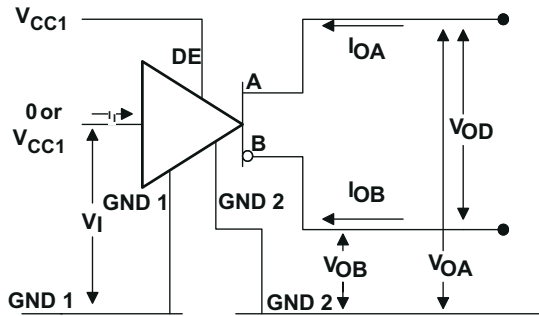 VCC1
DE
A
IOA
0 or
VCC1
II
B
VOD
GND 1
GND 2
IOB
VI
VOB
VOA
GND 1
GND 2